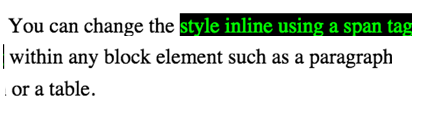 You can change the style inline using a span tag
within any block element such as a paragraph
or a table.